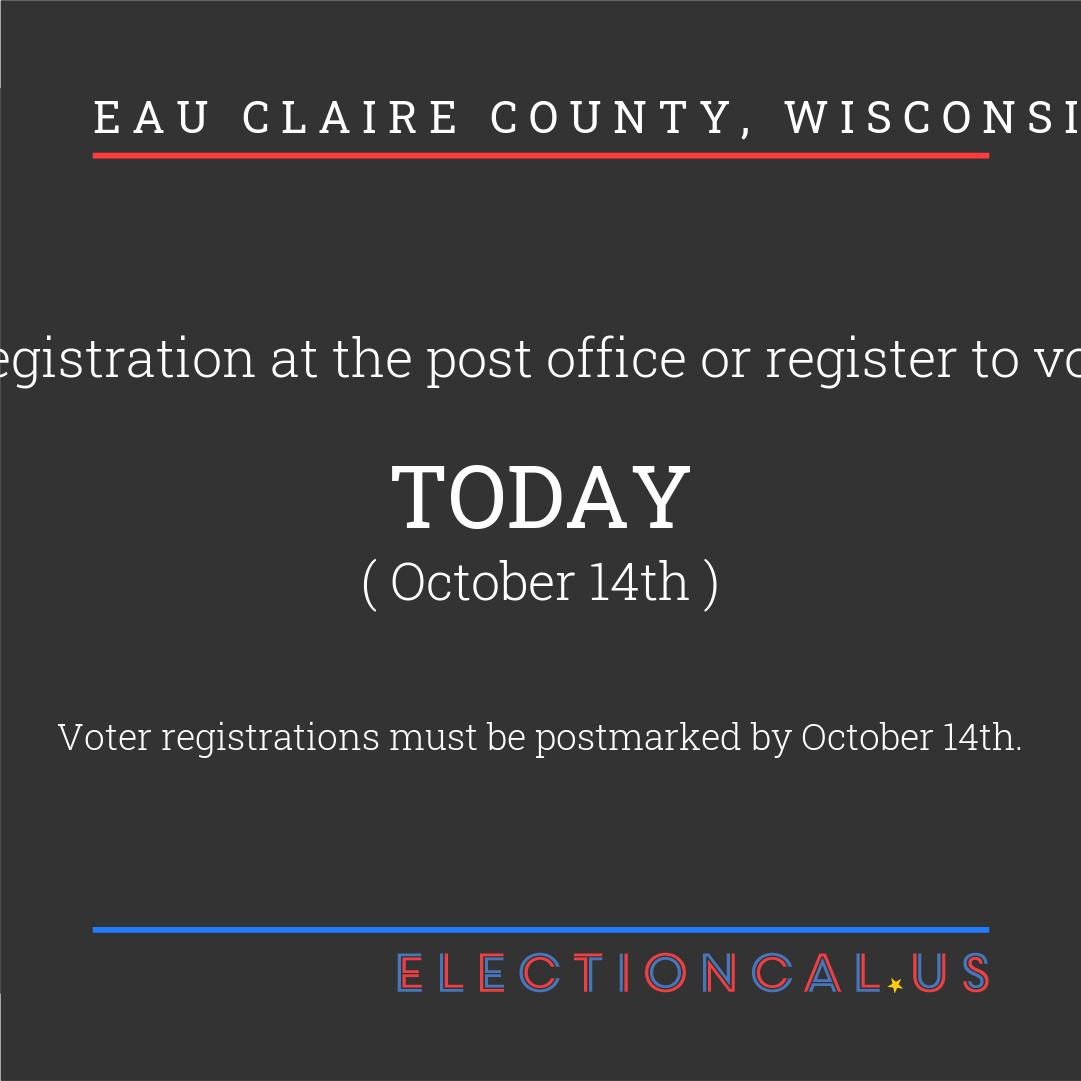 EAU CLAIRE COUNTY, WISCONSI
egistration at the post office or register to vo
TODAY
( October 14th )
Voter registrations must be postmarked by October 14th.
ELECTIONCAL.US